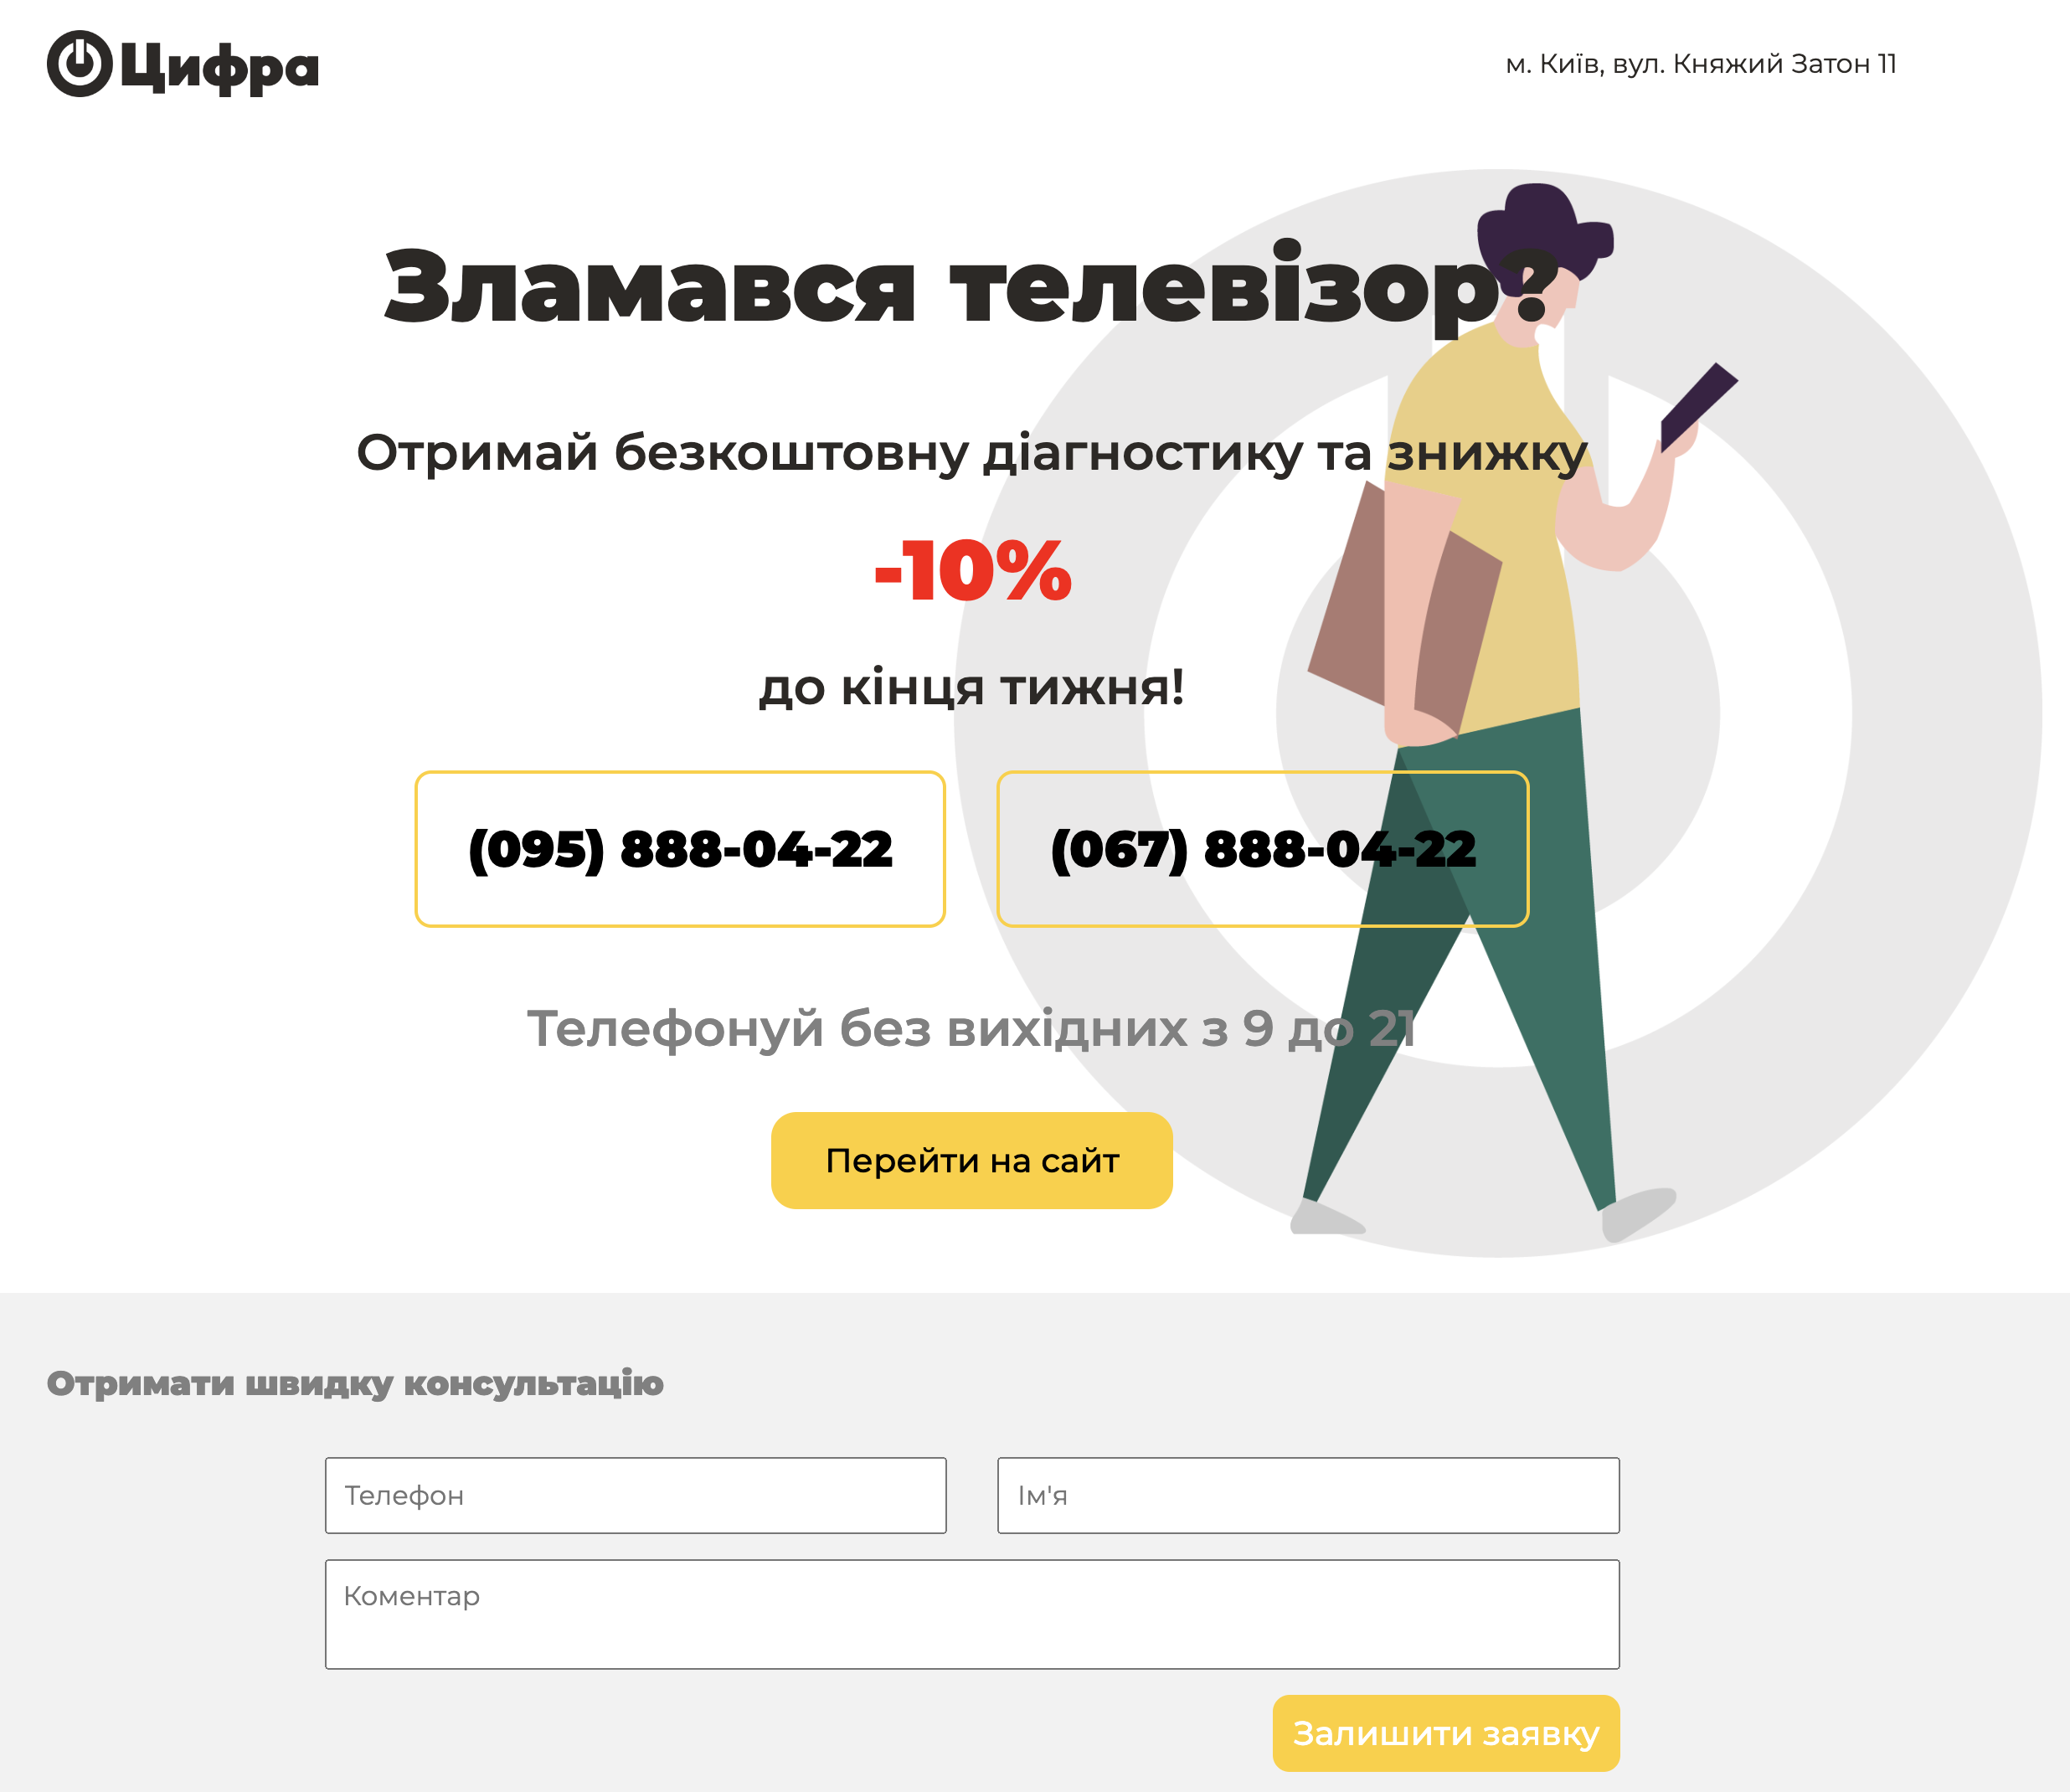 Цифра
м. Київ, вул. Княжий Затон 11
Зламався телевізор?
Отримай безкоштовну діагностику та знижку
-10%
до кінця тижня!
(095) 888-04-22
(067) 888-04-22
Телефонуй без вихідних з 9 до 21
Перейти на сайт
Отримати швидку консультацію
Телефон
Ім'я
Коментар
Залишити заявку